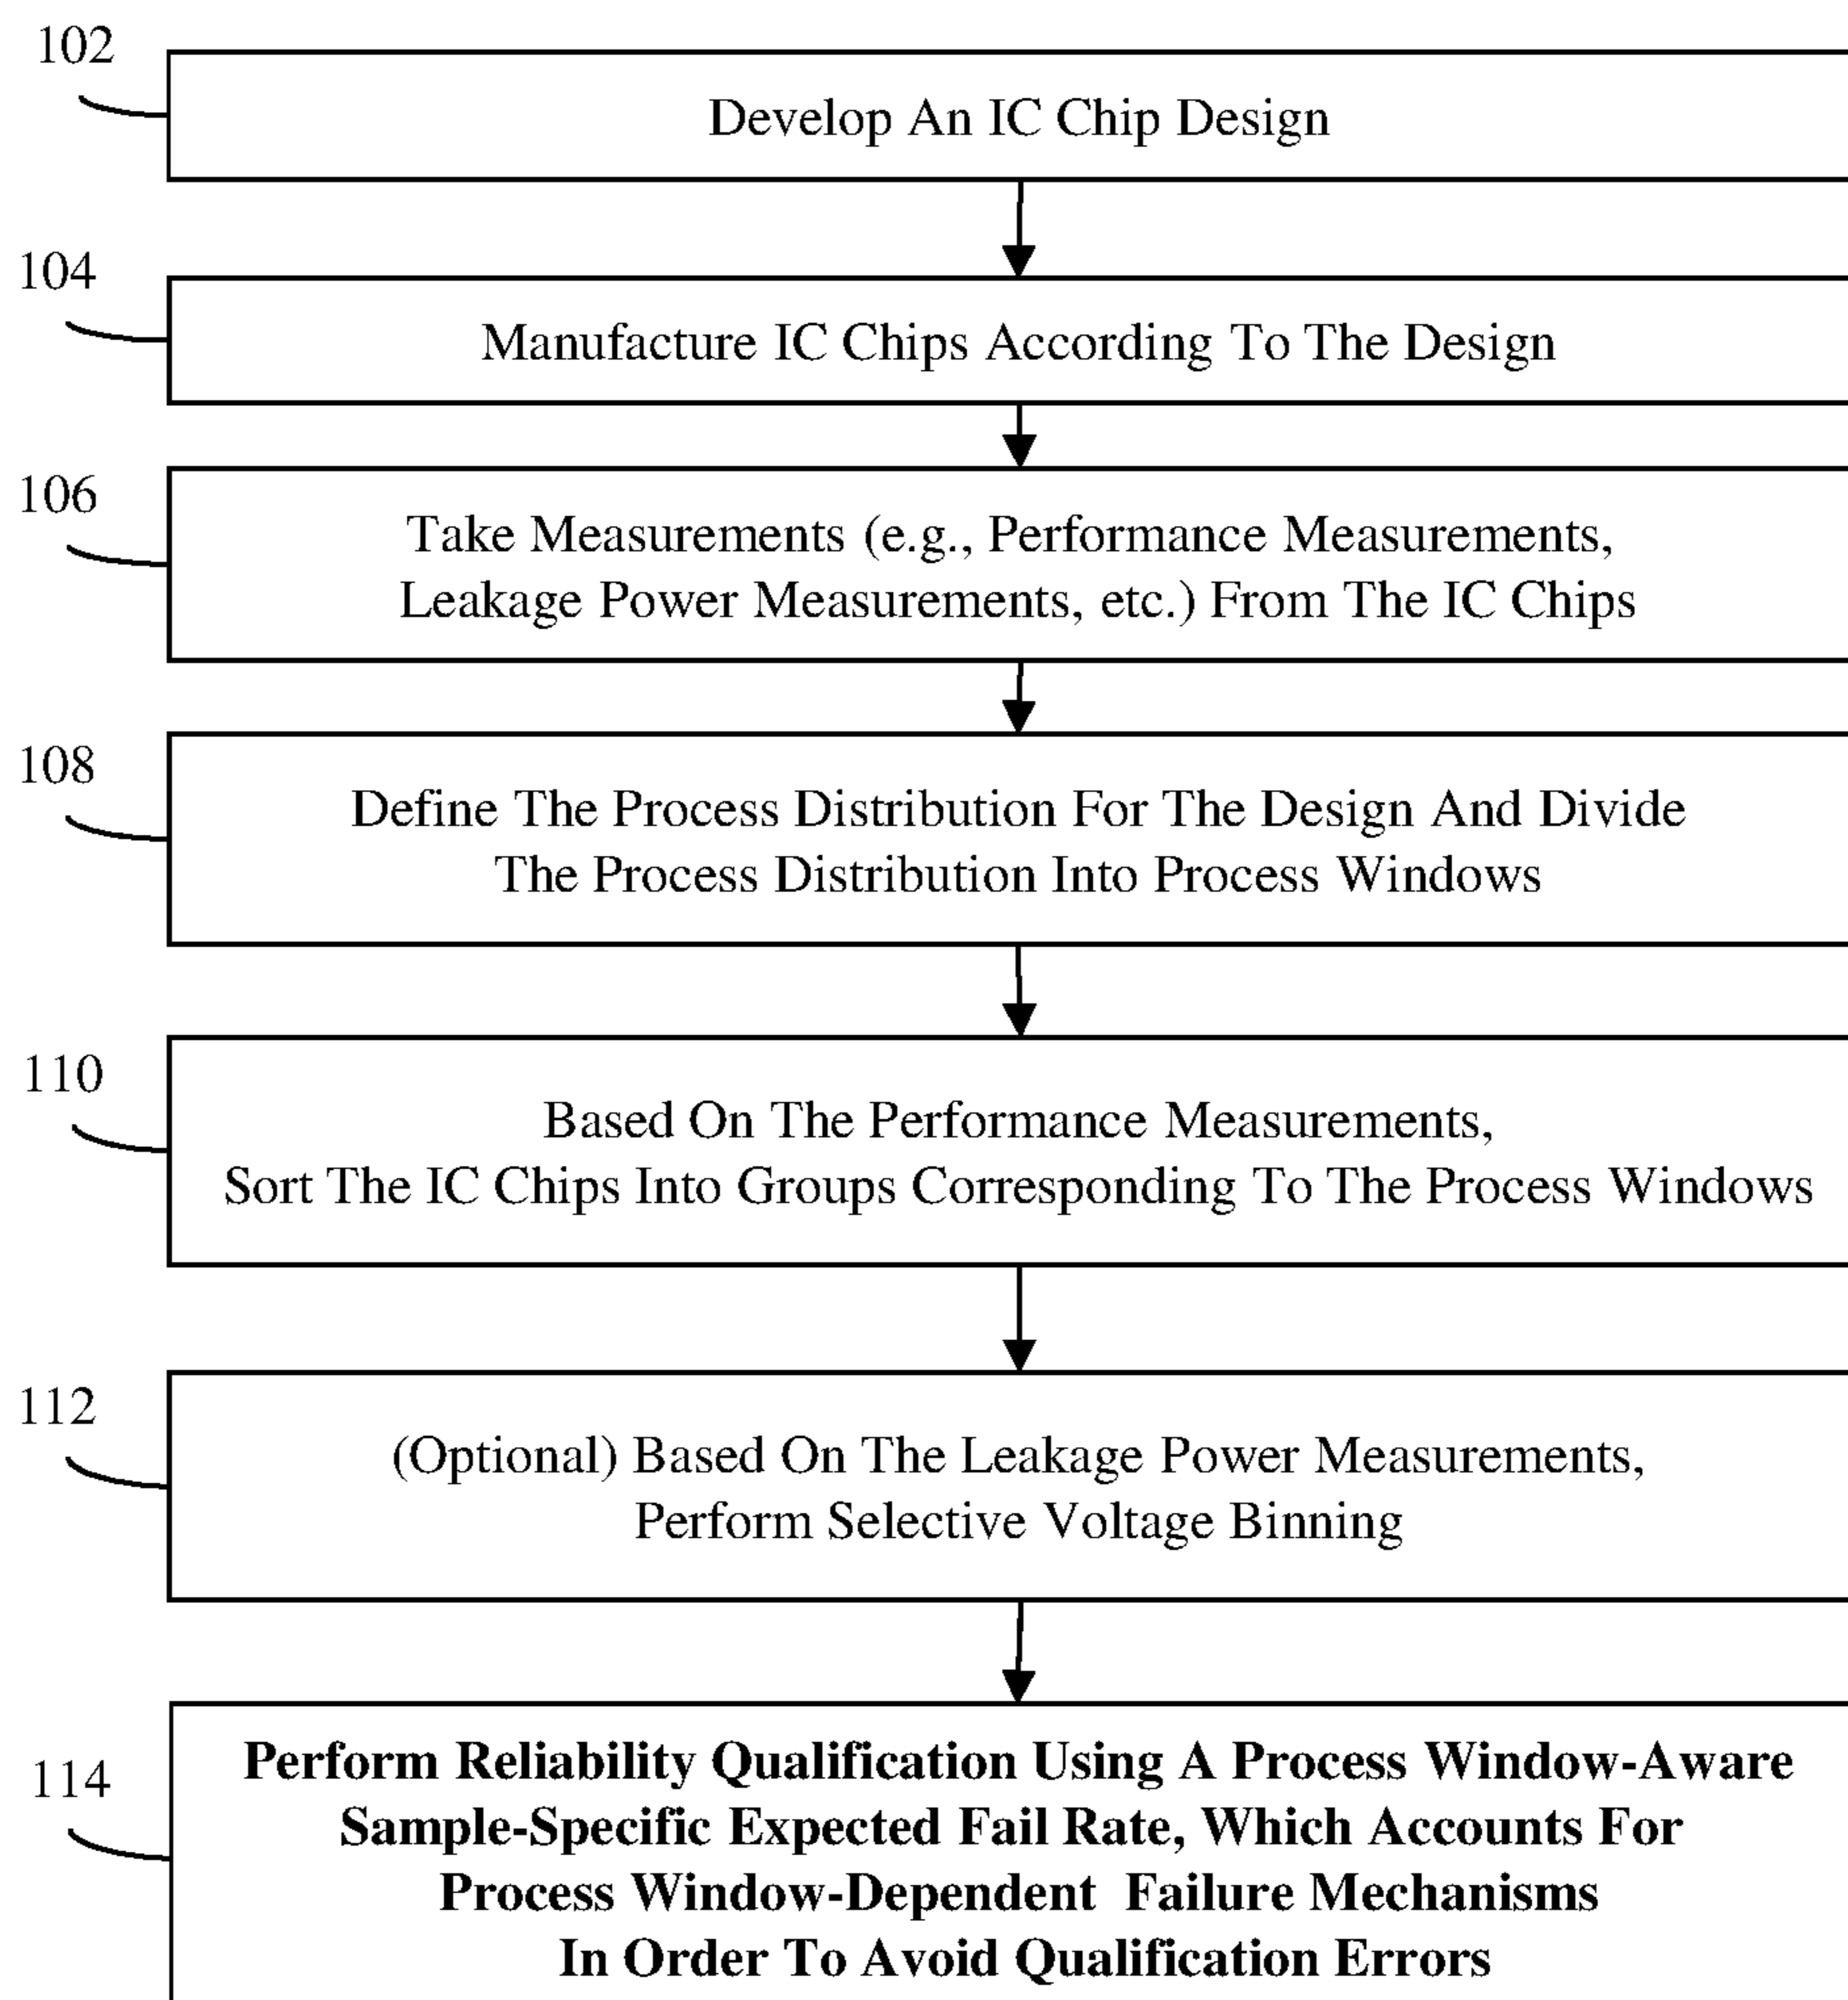 102
Develop An IC Chip Design
104
Manufacture IC Chips According To The Design
106
Take Measurements (e.g., Performance Measurements,
Leakage Power Measurements, etc.) From The IC Chips
108
Define The Process Distribution For The Design And Divide
The Process Distribution Into Process Windows
110
Based On The Performance Measurements,
Sort The IC Chips Into Groups Corresponding To The Process Windows
112
(Optional) Based On The Leakage Power Measurements,
Perform Selective Voltage Binning
114
Perform Reliability Qualification Using A Process Window-Aware
Sample-Specific Expected Fail Rate, Which Accounts For
Process Window-Dependent Failure Mechanisms
In Order To Avoid Qualification Errors